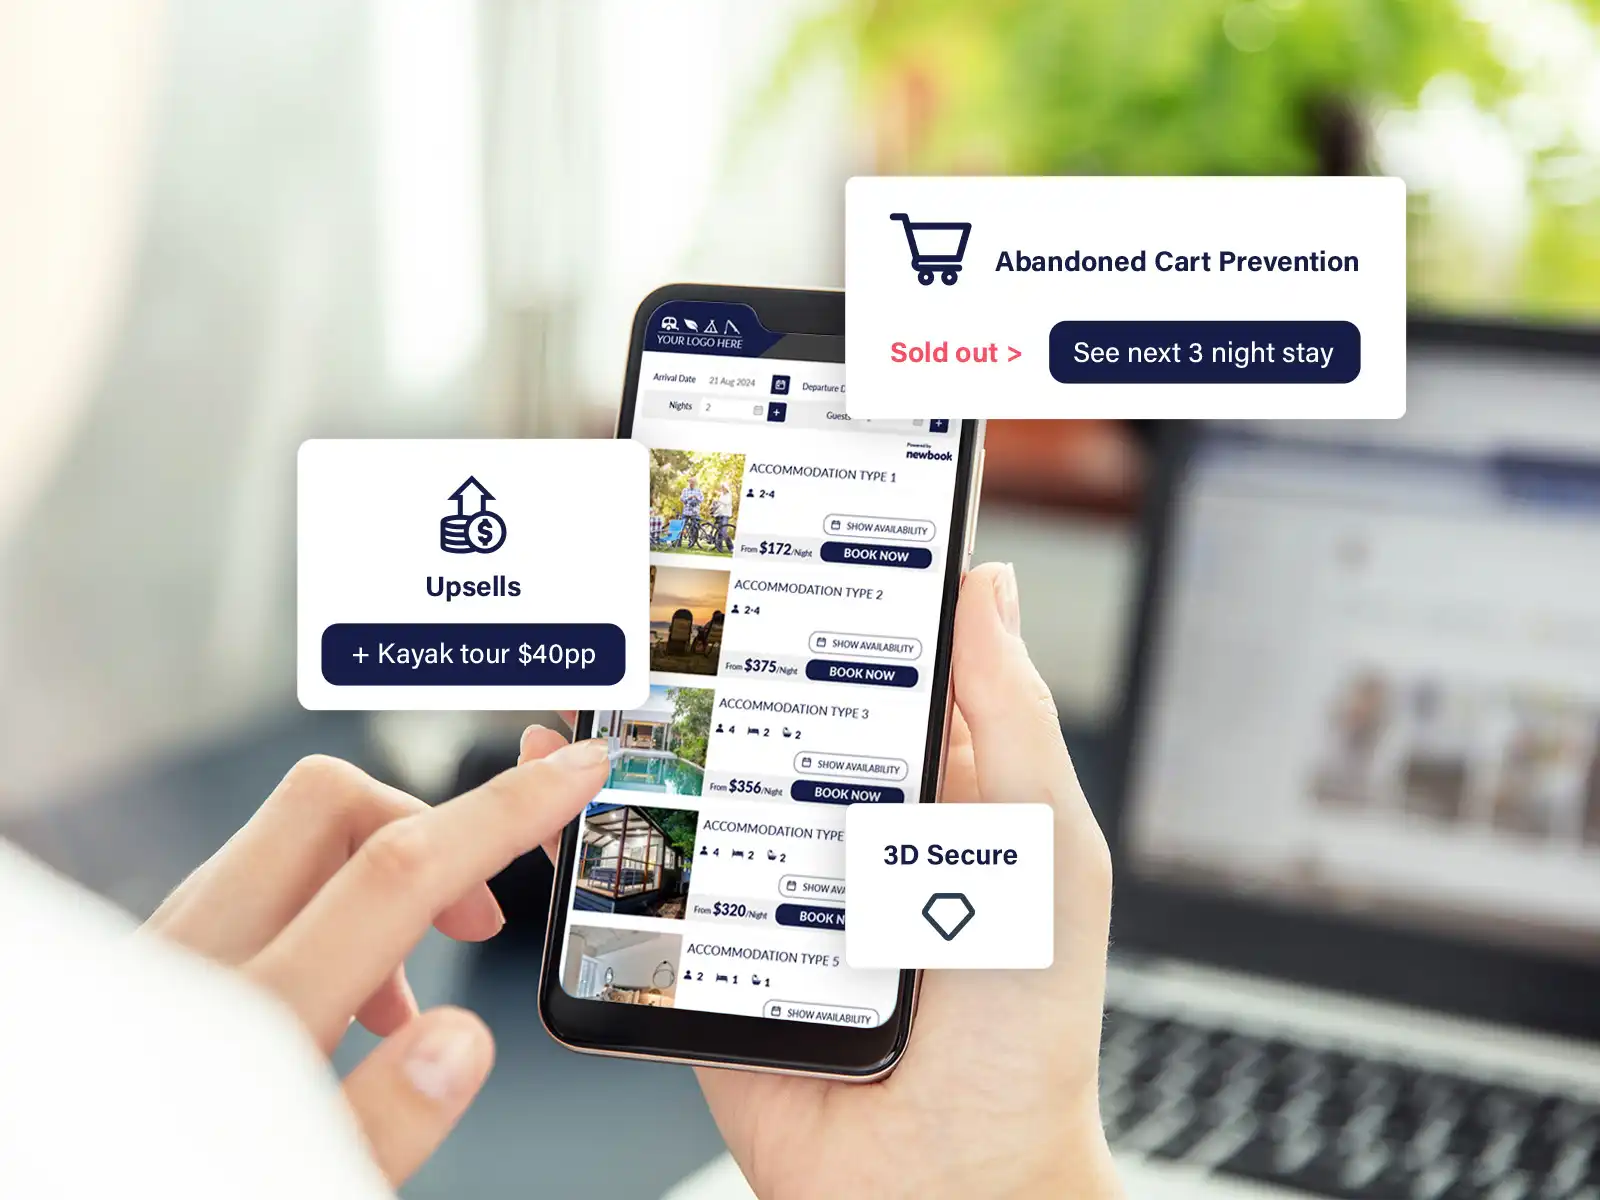 Abandoned Cart Prevention
Sold out >
See next 3 night stay
YOUR LOGO HERE
Arrival Date
21 Aug 2024
Departure D
Nights
2
+
Guests
+
Powered by
newbook
Upsells
+ Kayak tour $40pp
ACCOMMODATION TYPE 1
2-4
SHOW AVAILABILITY
From $172/Night
BOOK NOW
ACCOMMODATION TYPE 2
2-4
SHOW AVAILABILITY
From $375/Night
BOOK NOW
ACCOMMODATION TYPE 3
4 2 2
SHOW AVAILABILITY
From $356/Night
BOOK NOW
ACCOMMODATION TYPE
4 2 2
SHOW AVA
From $320/Night
BOOK N
3D Secure
ACCOMMODATION TYPE 5
2 1 1
SHOW AVAILABILITY